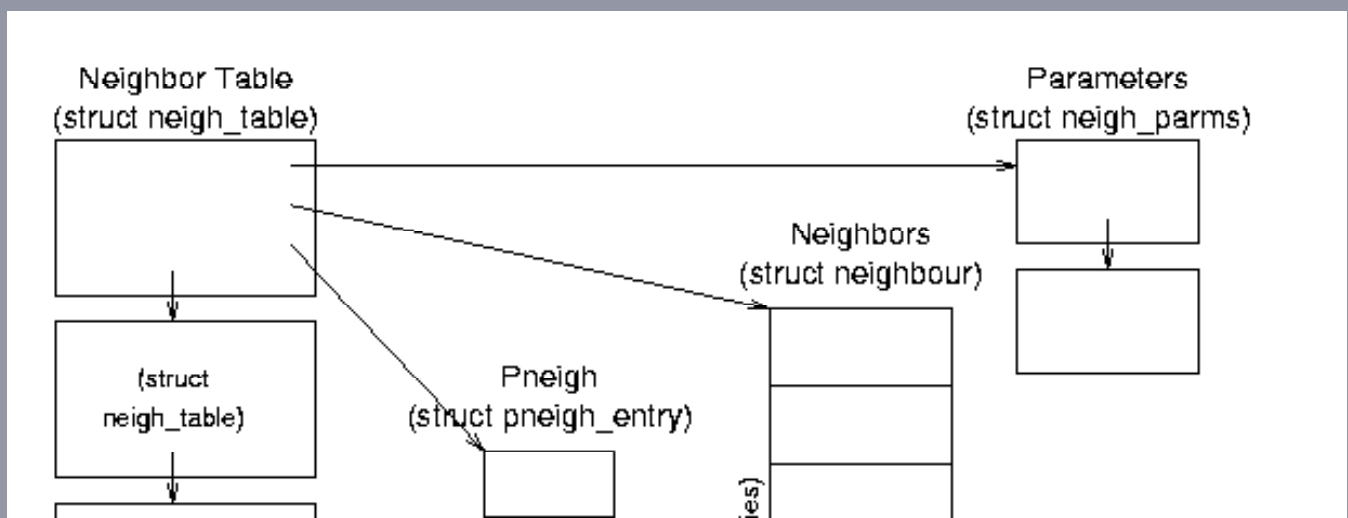 Neighbor Table
(struct neigh_table)
Parameters
(struct neigh_parms)
Neighbors
(struct neighbour)
(struct
neigh_table)
Pneigh
(struct pneigh_entry)